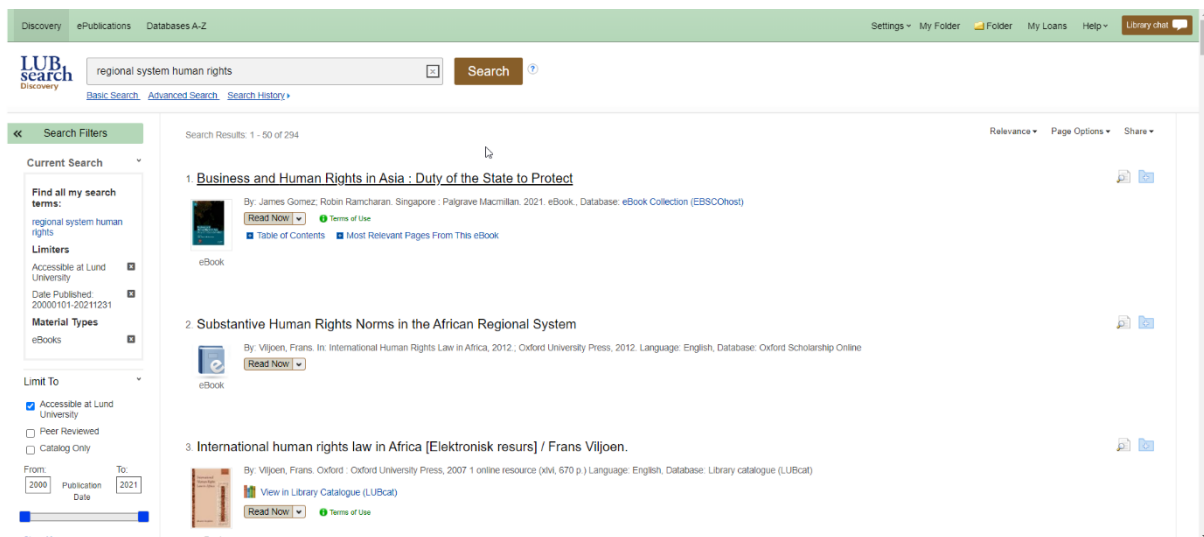 Discovery ePublications Databases A-Z Settings My Folder Folder My Loans Help Library chat
LUB
search
Discovery
regional system human rights Search ?
Basic Search Advanced Search Search History
« Search Filters
Current Search
Find all my search
terms:
regional system human
rights
Limiters
Accessible at Lund
University
Date Published:
20000101-20211231
Material Types
eBooks
Limit To
Accessible at Lund
University
Peer Reviewed
Catalog Only
From: To:
2000 Publication 2021
Date
Search Results: 1 - 50 of 294 Relevance Page Options Share
1. Business and Human Rights in Asia : Duty of the State to Protect
By: James Gomez; Robin Ramcharan. Singapore : Palgrave Macmillan. 2021. eBook., Database: eBook Collection (EBSCOhost)
Read Now Terms of Use
Table of Contents Most Relevant Pages From This eBook
eBook
2. Substantive Human Rights Norms in the African Regional System
By: Viljoen, Frans. In: International Human Rights Law in Africa, 2012.; Oxford University Press, 2012. Language: English, Database: Oxford Scholarship Online
Read Now
eBook
3. International human rights law in Africa [Elektronisk resurs] / Frans Viljoen.
By: Viljoen, Frans. Oxford : Oxford University Press, 2007 1 online resource (xlvi, 670 p.) Language: English, Database: Library catalogue (LUBcat)
View in Library Catalogue (LUBcat)
Read Now Terms of Use